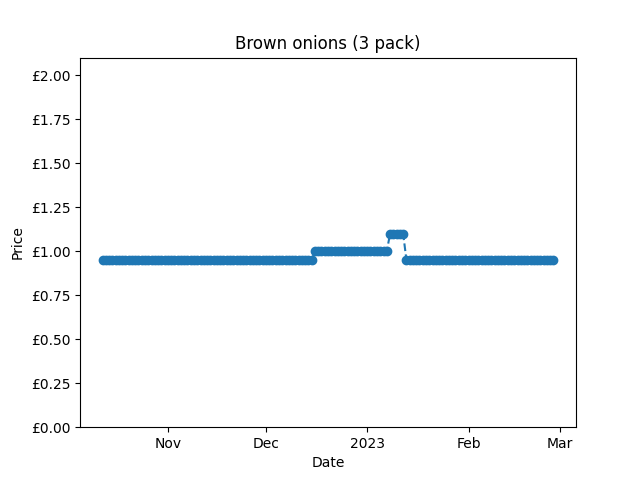 Brown onions (3 pack)
£2.00
£1.75
£1.50
£1.25
£1.00
£0.75
£0.50
£0.25
£0.00
Price
Nov Dec 2023 Feb Mar
Date